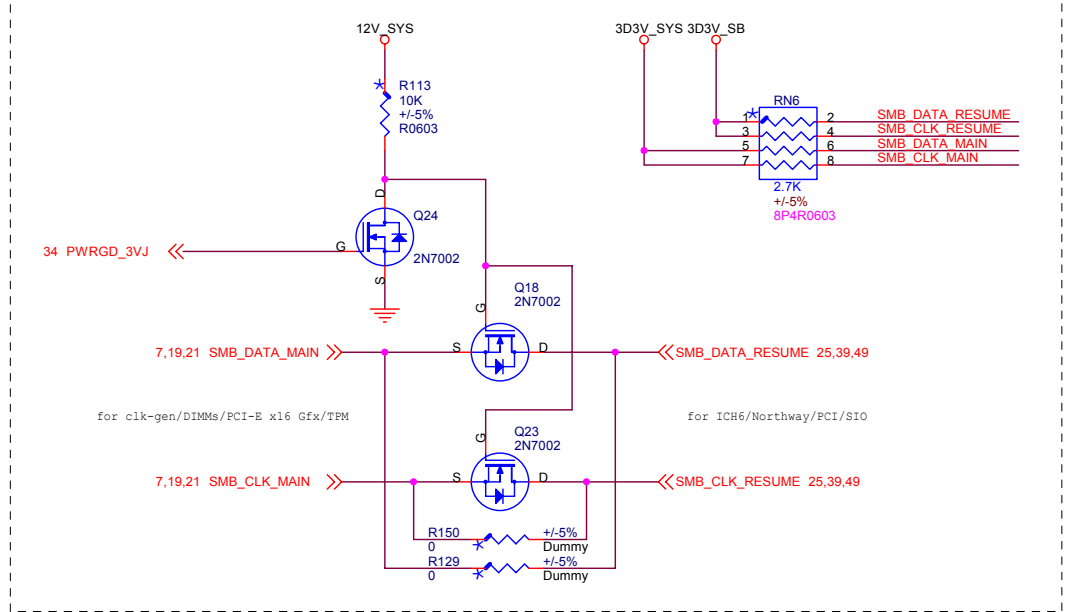 12V_SYS
3D3V_SYS 3D3V_SB
R113
10K
+/-5%
R0603
RN6
1 2 SMB_DATA_RESUME
3 4 SMB_CLK_RESUME
5 6 SMB_DATA_MAIN
7 8 SMB_CLK_MAIN
2.7K
+/-5%
8P4R0603
D
Q24
34 PWRGD_3VJ
G
2N7002
S
Q18
2N7002
G
7,19,21 SMB_DATA_MAIN
S
D
SMB_DATA_RESUME 25,39,49
for clk-gen/DIMMs/PCI-E x16 Gfx/TPM
for ICH6/Northway/PCI/SIO
Q23
2N7002
G
7,19,21 SMB_CLK_MAIN
S
D
SMB_CLK_RESUME 25,39,49
R150
0
+/-5%
Dummy
R129
0
+/-5%
Dummy